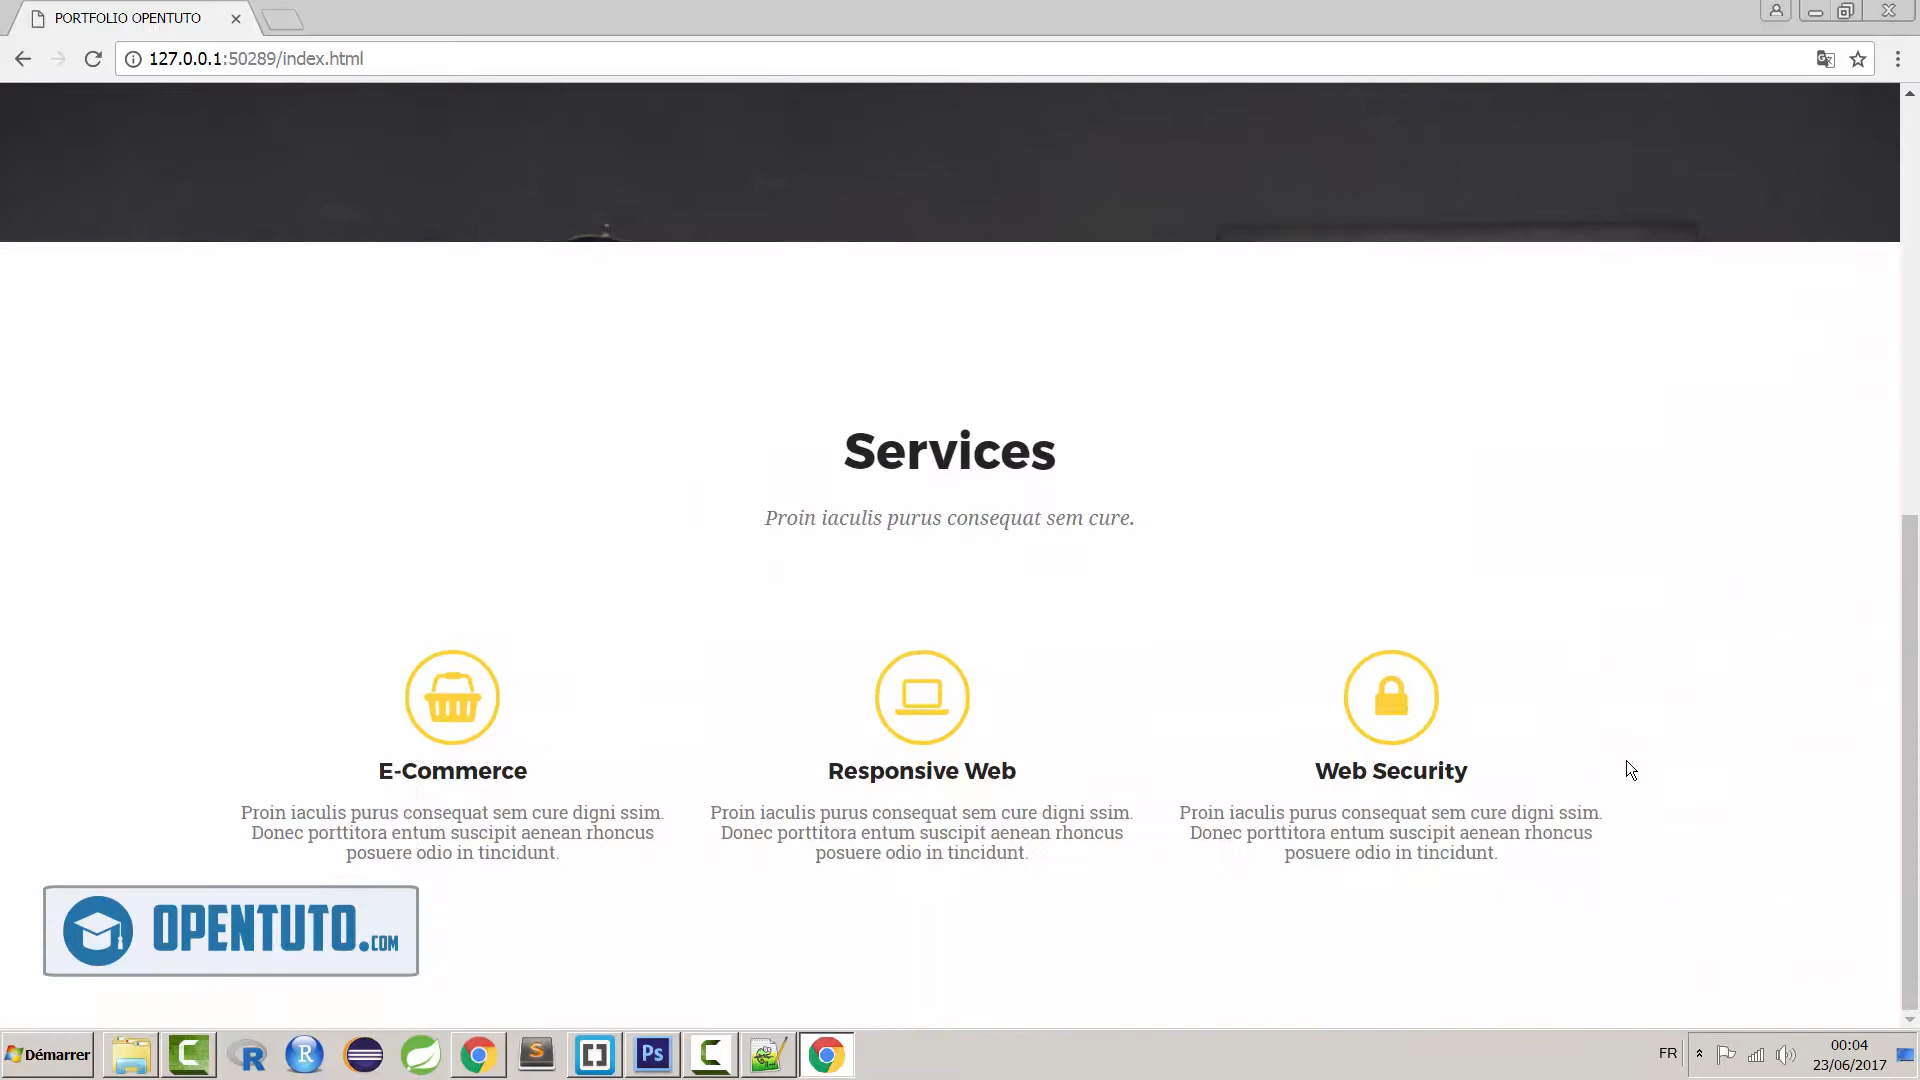 PORTFOLIO OPENTUTO
127.0.0.1:50289/index.html
Services
Proin iaculis purus consequat sem cure.
E-Commerce
Proin iaculis purus consequat sem cure digni ssim.
Donec porttitora entum suscipit aenean rhoncus
posuere odio in tincidunt.
Responsive Web
Proin iaculis purus consequat sem cure digni ssim.
Donec porttitora entum suscipit aenean rhoncus
posuere odio in tincidunt.
Web Security
Proin iaculis purus consequat sem cure digni ssim.
Donec porttitora entum suscipit aenean rhoncus
posuere odio in tincidunt.
OPENTUTO.COM
Démarrer
Ps
FR
00:04
23/06/2017